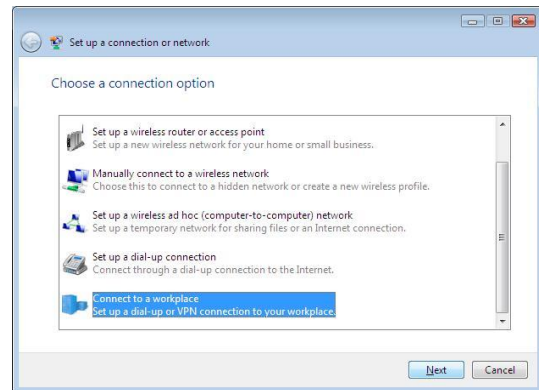 Set up a connection or network
Choose a connection option
Set up a wireless router or access point
Set up a new wireless network for your home or small business.
Manually connect to a wireless network
Choose this to connect to a hidden network or create a new wireless profile.
Set up a wireless ad hoc (computer-to-computer) network
Set up a temporary network for sharing files or an Internet connection.
Set up a dial-up connection
Connect through a dial-up connection to the Internet.
Connect to a workplace
Set up a dial-up or VPN connection to your workplace.
Next Cancel